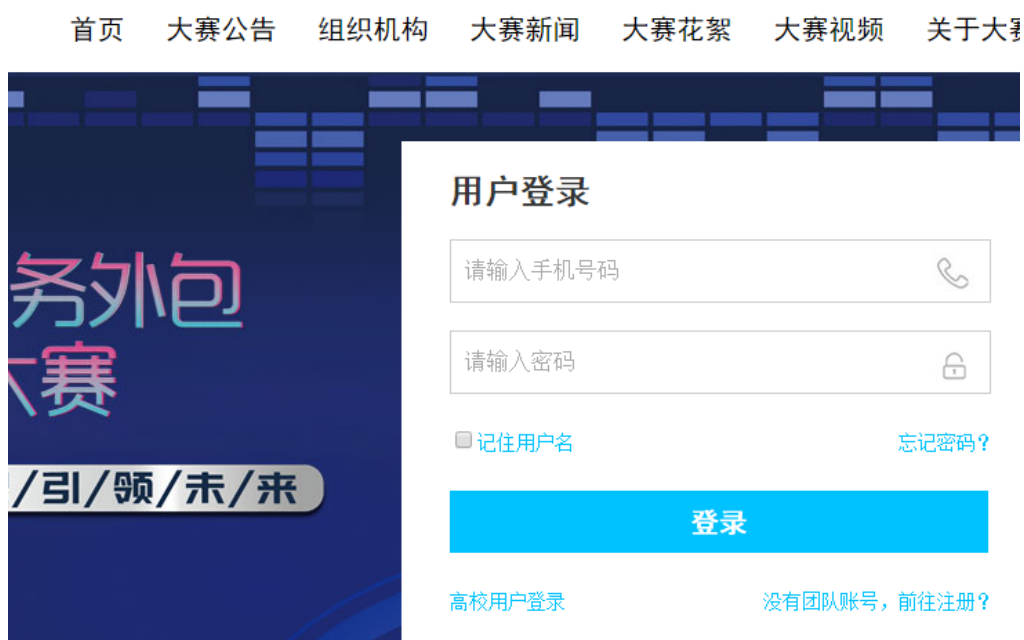 首页 大赛公告 组织机构 大赛新闻 大赛花絮 大赛视频 关于大赛
用户登录
请输入手机号码
请输入密码
记住用户名 忘记密码?
登录
高校用户登录 没有团队账号，前往注册?
务外包
大赛
/引/领/未/来